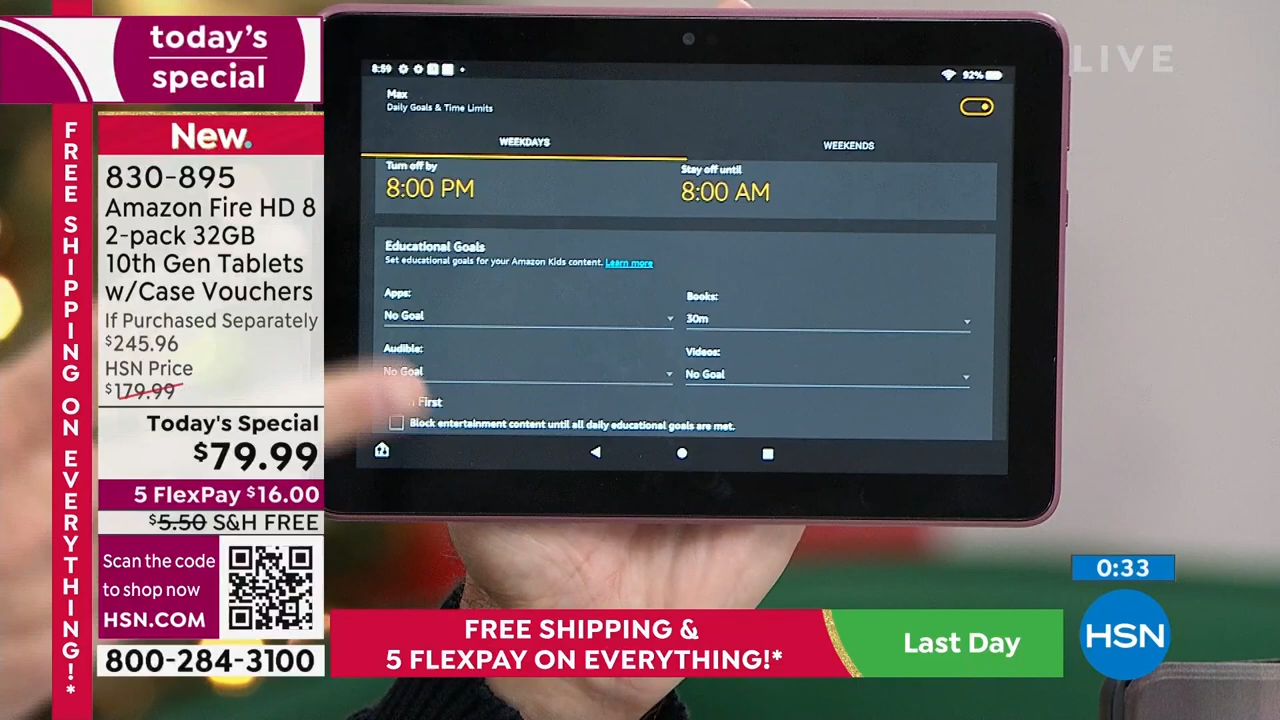 today's
special
FREE SHIPPING ON EVERYTHING!*
New.
830-895
Amazon Fire HD 8
2-pack 32GB
10th Gen Tablets
w/Case Vouchers
If Purchased Separately
$245.96
HSN Price
$179.99
Today's Special
$79.99
5 FlexPay $16.00
$5.50 S&H FREE
Scan the code
to shop now
HSN.COM
800-284-3100
LIVE
8:59
92%
Max
Daily Goals & Time Limits
WEEKDAYS
WEEKENDS
Turn off by
Stay off until
8:00 PM
8:00 AM
Educational Goals
Set educational goals for your Amazon Kids content. Learn more
Apps:
Books:
No Goal
30m
Audible:
Videos:
No Goal
No Goal
First
Block entertainment content until all daily educational goals are met.
0:33
FREE SHIPPING &
5 FLEXPAY ON EVERYTHING!*
Last Day
HSN